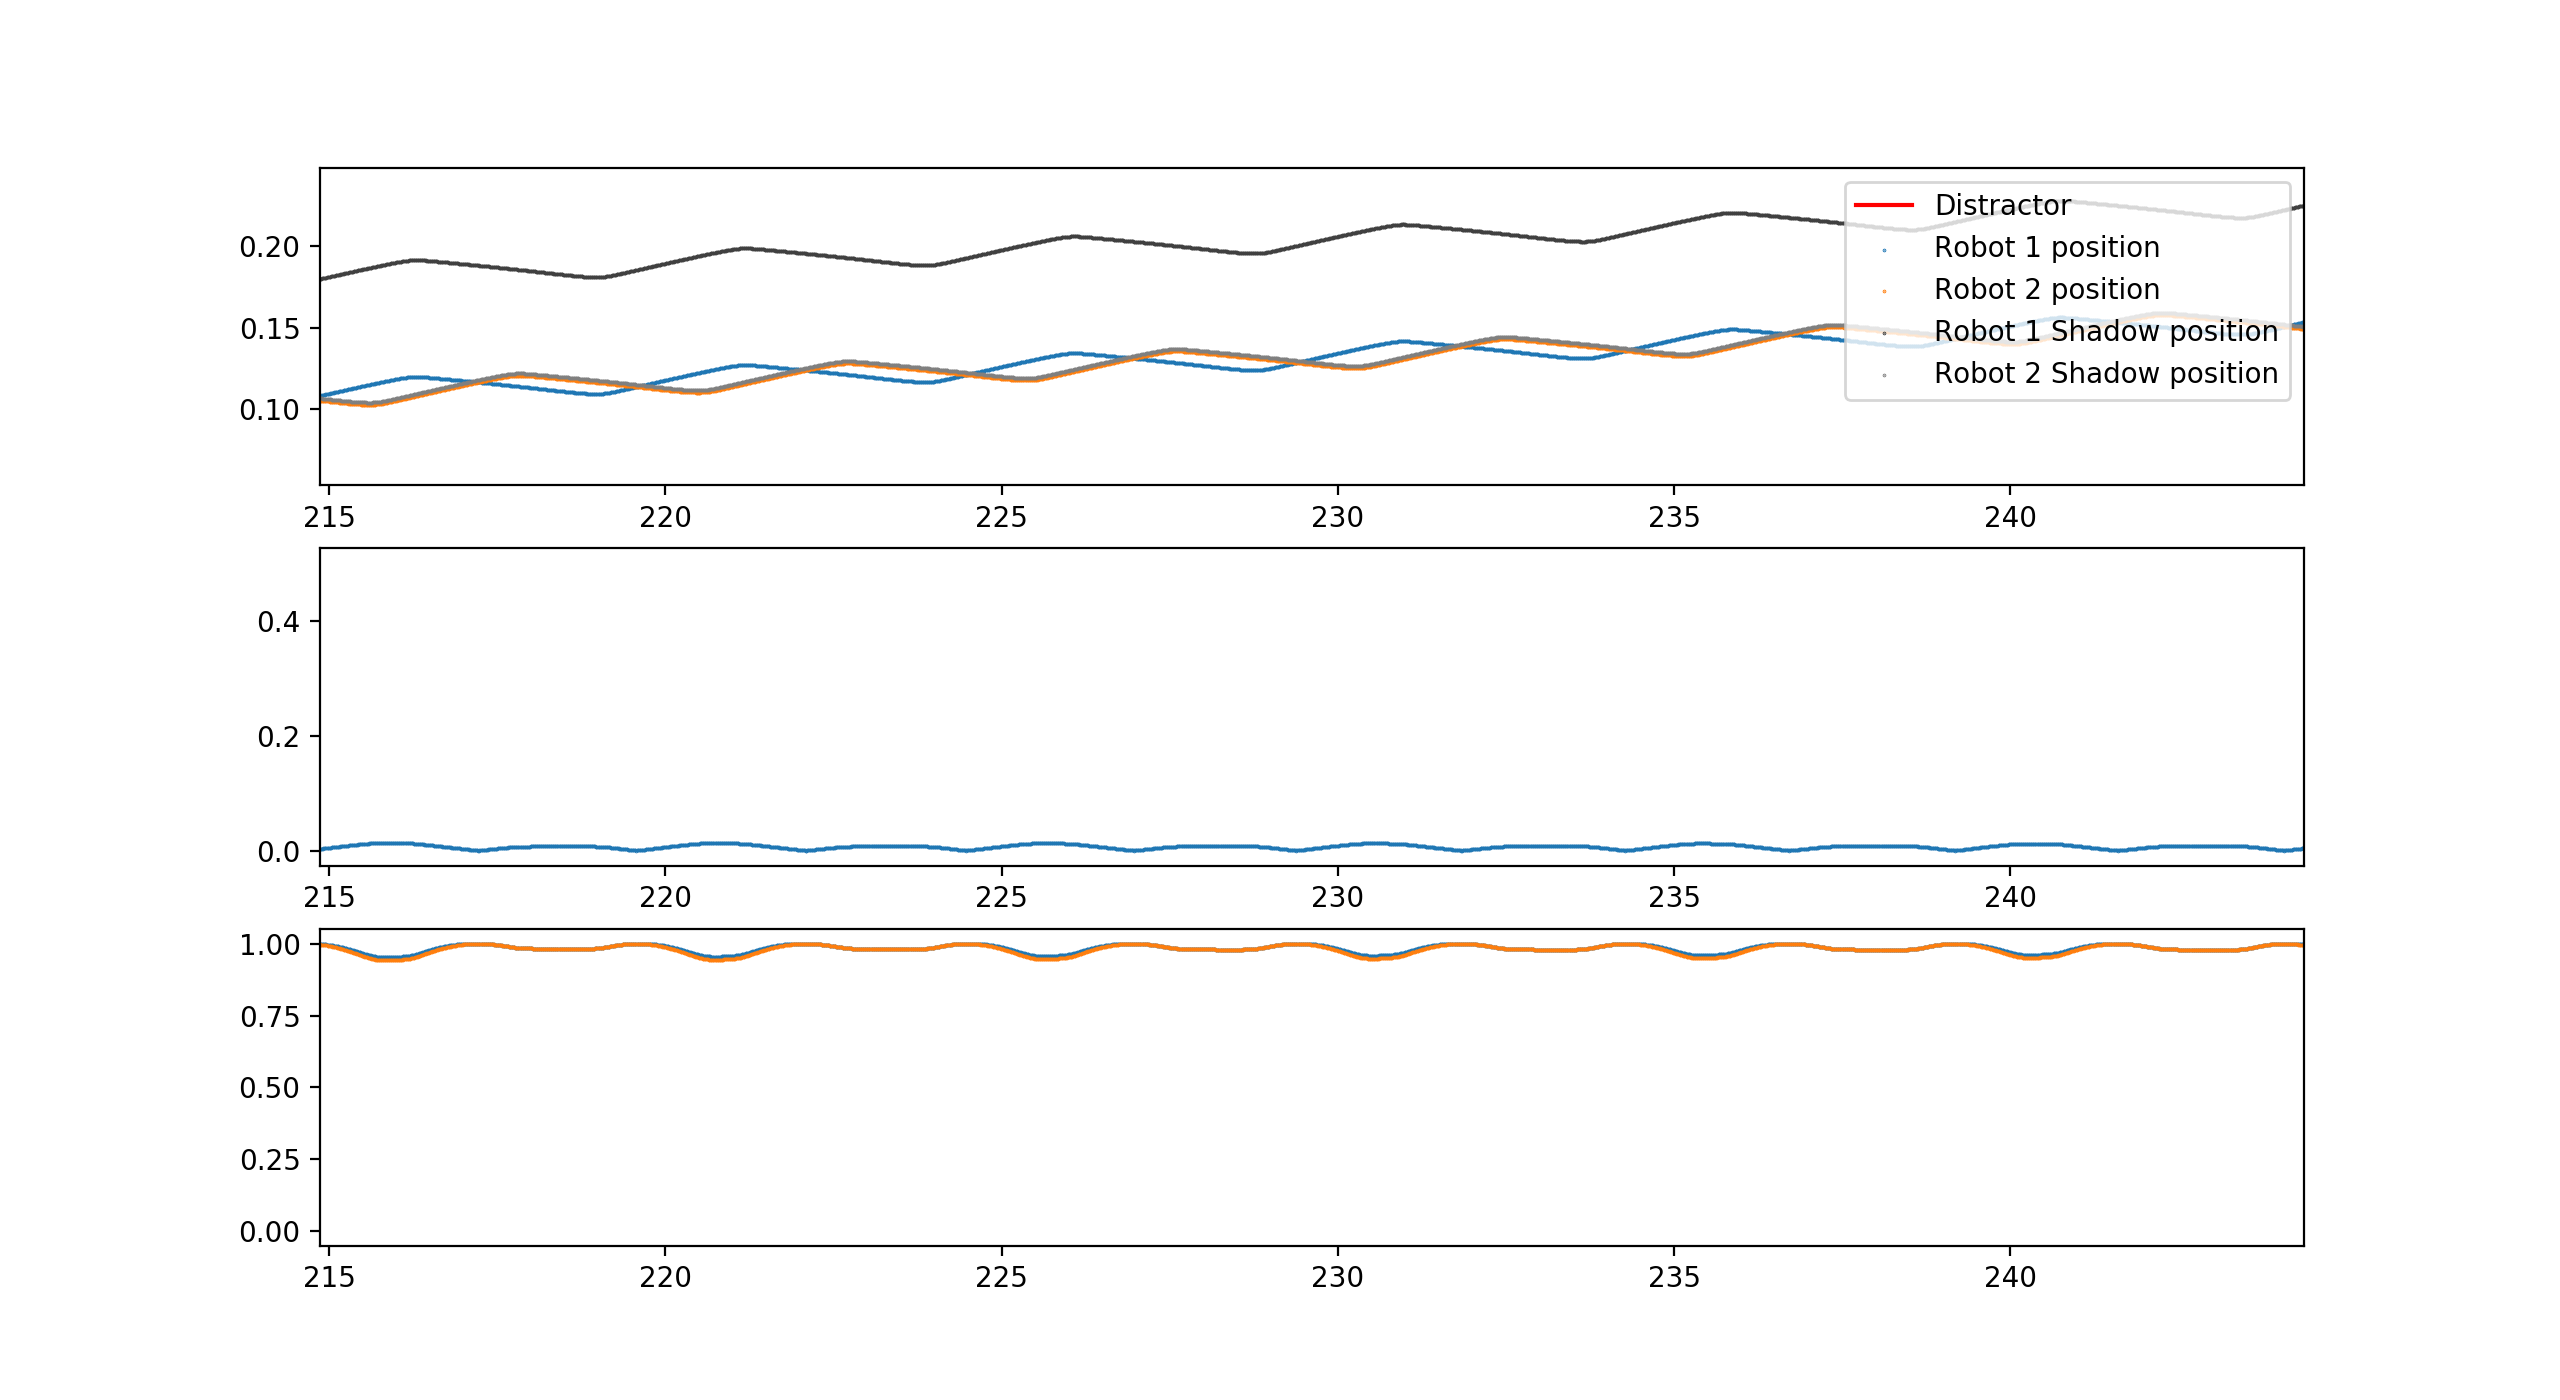 0.20
0.15
0.10
Distractor
Robot 1 position
Robot 2 position
Robot 1 Shadow position
Robot 2 Shadow position
215 220 225 230 235 240
0.4
0.2
0.0
215 220 225 230 235 240
1.00
0.75
0.50
0.25
0.00
215 220 225 230 235 240